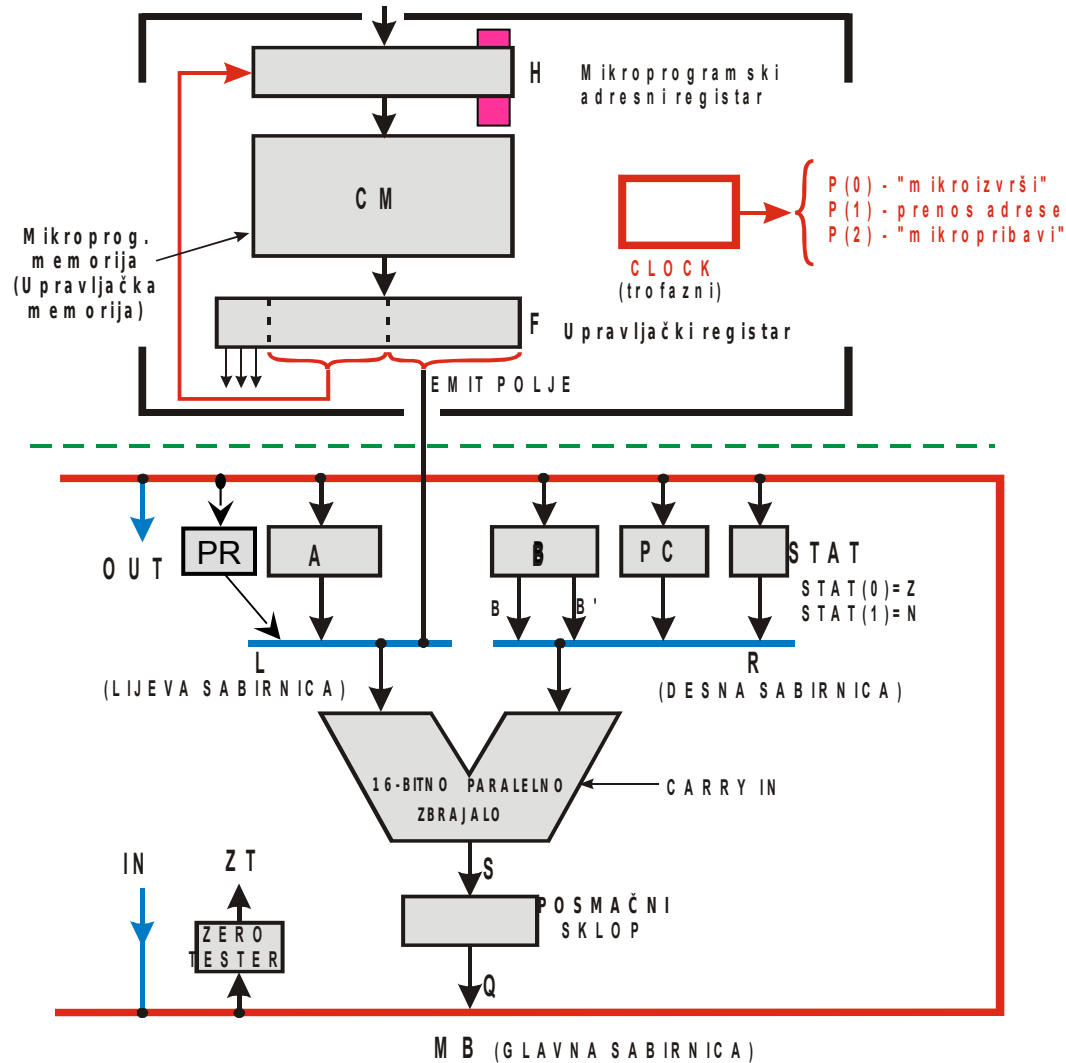 H
Mikroprogramski
adresni registar
CM
P(0) - "mikroizvrši"
P(1) - prenos adrese
P(2) - "mikropribavi"
Mikroprog.
memorija
(Upravljačka
memorija)
CLOCK
(trofazni)
F
Upravljački registar
EMIT POLJE
OUT
PR
A
B
PC
STAT
STAT(0)=Z
STAT(1)=N
B
B'
L
(LIJEVA SABIRNICA)
R
(DESNA SABIRNICA)
16-BITNO PARALELNO
ZBRAJALO
CARRY IN
S
IN
ZT
POSMAČNI
SKLOP
ZERO
TESTER
Q
MB (GLAVNA SABIRNICA)